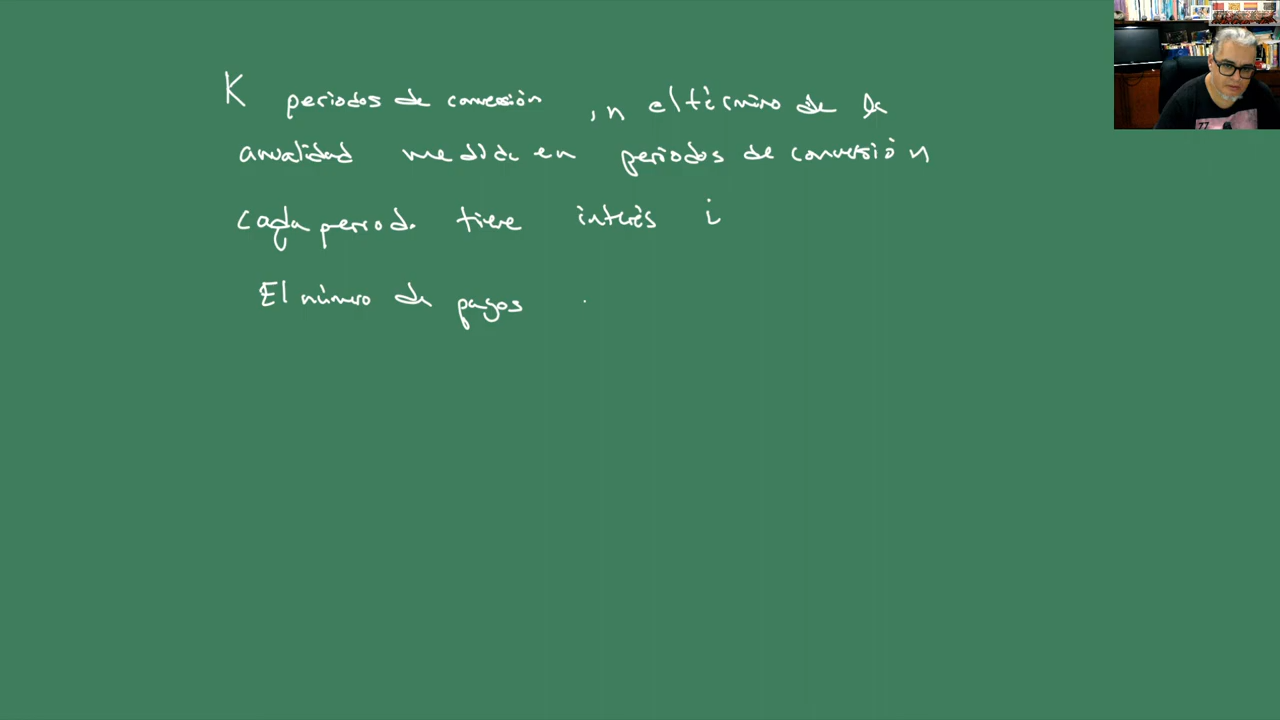 K periodos de conversión , n el término de la
anualidad medida en periodos de conversión
cada periodo tiene interés i
El número de pagos